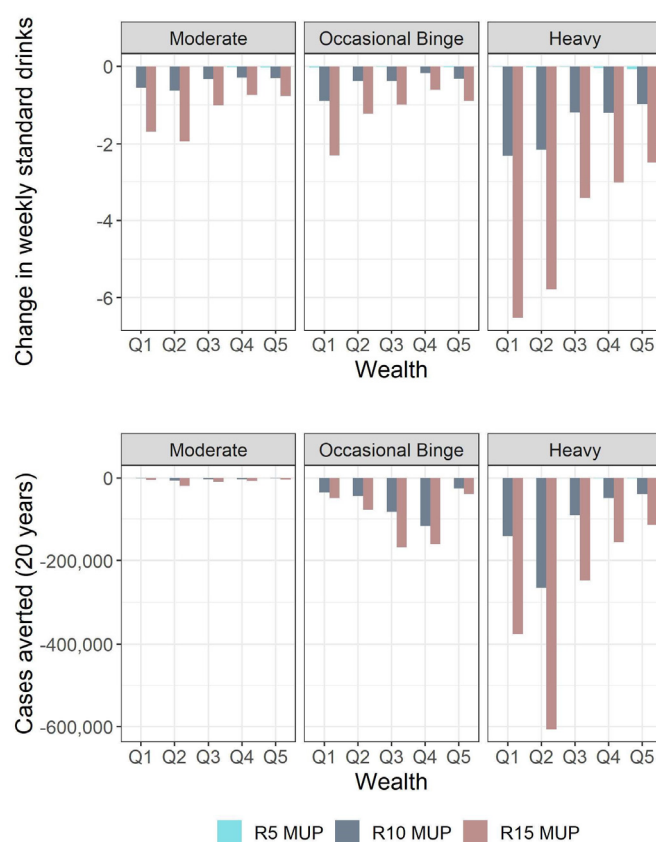 Moderate Occasional Binge Heavy
Change in weekly standard drinks
0
-2
-4
-6
Q1 Q2 Q3 Q4 Q5 Q1 Q2 Q3 Q4 Q5 Q1 Q2 Q3 Q4 Q5
Wealth
Moderate Occasional Binge Heavy
Cases averted (20 years)
0
-200,000
-400,000
-600,000
Q1 Q2 Q3 Q4 Q5 Q1 Q2 Q3 Q4 Q5 Q1 Q2 Q3 Q4 Q5
Wealth
R5 MUP R10 MUP R15 MUP